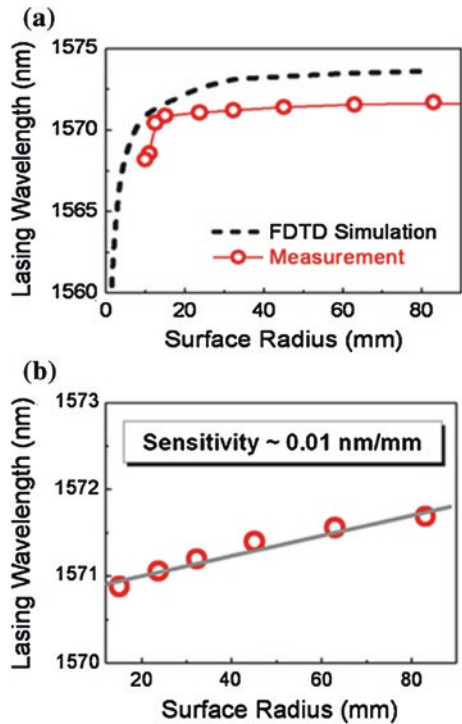 (a)
1575
1570
1565
1560
Lasing Wavelength (nm)
FDTD Simulation
Measurement
0 20 40 60 80
Surface Radius (mm)
(b)
1573
1572
1571
1570
Lasing Wavelength (nm)
Sensitivity ~ 0.01 nm/mm
20 40 60 80
Surface Radius (mm)